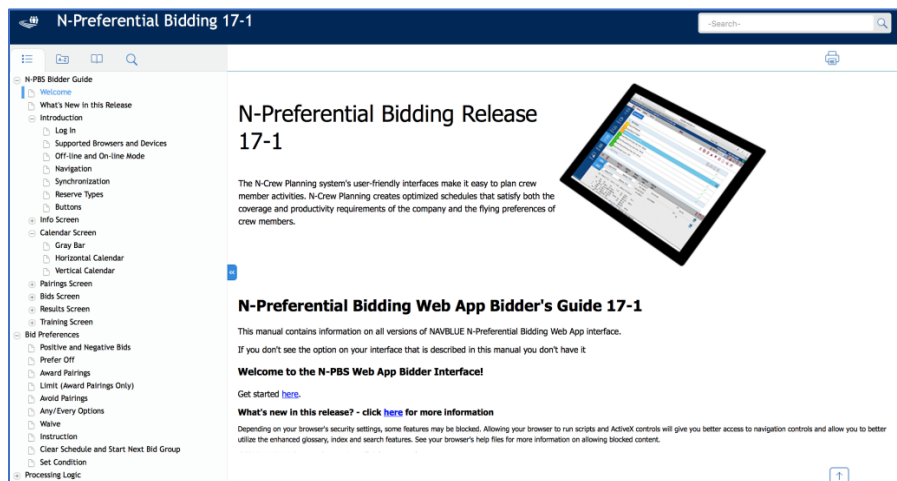 N-Preferential Bidding 17-1
-Search-
A-Z
N-PBS Bidder Guide
Welcome
What's New in this Release
Introduction
Log In
Supported Browsers and Devices
Off-line and On-line Mode
Navigation
Synchronization
Reserve Types
Buttons
Info Screen
Calendar Screen
Gray Bar
Horizontal Calendar
Vertical Calendar
Pairings Screen
Bids Screen
Results Screen
Training Screen
Bid Preferences
Positive and Negative Bids
Prefer Off
Award Pairings
Limit (Award Pairings Only)
Avoid Pairings
Any/Every Options
Waive
Instruction
Clear Schedule and Start Next Bid Group
Set Condition
Processing Logic
N-Preferential Bidding Release
17-1
The N-Crew Planning system's user-friendly interfaces make it easy to plan crew
member activities. N-Crew Planning creates optimized schedules that satisfy both the
coverage and productivity requirements of the company and the flying preferences of
crew members.
N-Preferential Bidding Web App Bidder's Guide 17-1
This manual contains information on all versions of NAVBLUE N-Preferential Bidding Web App interface.
If you don't see the option on your interface that is described in this manual you don't have it
Welcome to the N-PBS Web App Bidder Interface!
Get started here.
What's new in this release? - click here for more information
Depending on your browser's security settings, some features may be blocked. Allowing your browser to run scripts and ActiveX controls will give you better access to navigation controls and allow you to better
utilize the enhanced glossary, index and search features. See your browser's help files for more information on allowing blocked content.